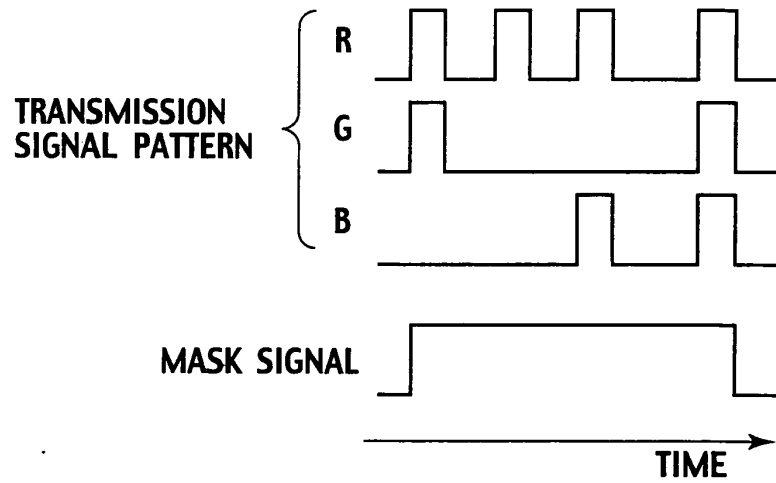 R
TRANSMISSION
SIGNAL PATTERN
G
B
MASK SIGNAL
TIME